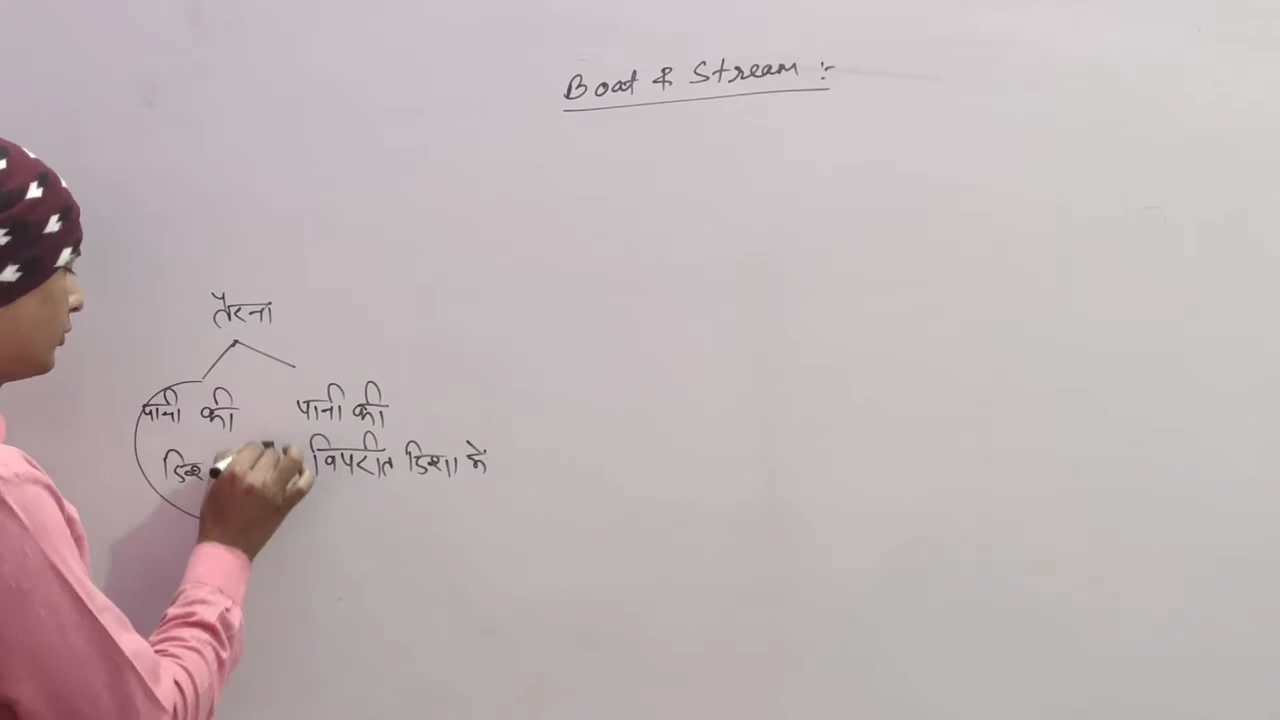 Boat & Stream :-
तैरना
पानी की पानी की
विपरीत दिशा में